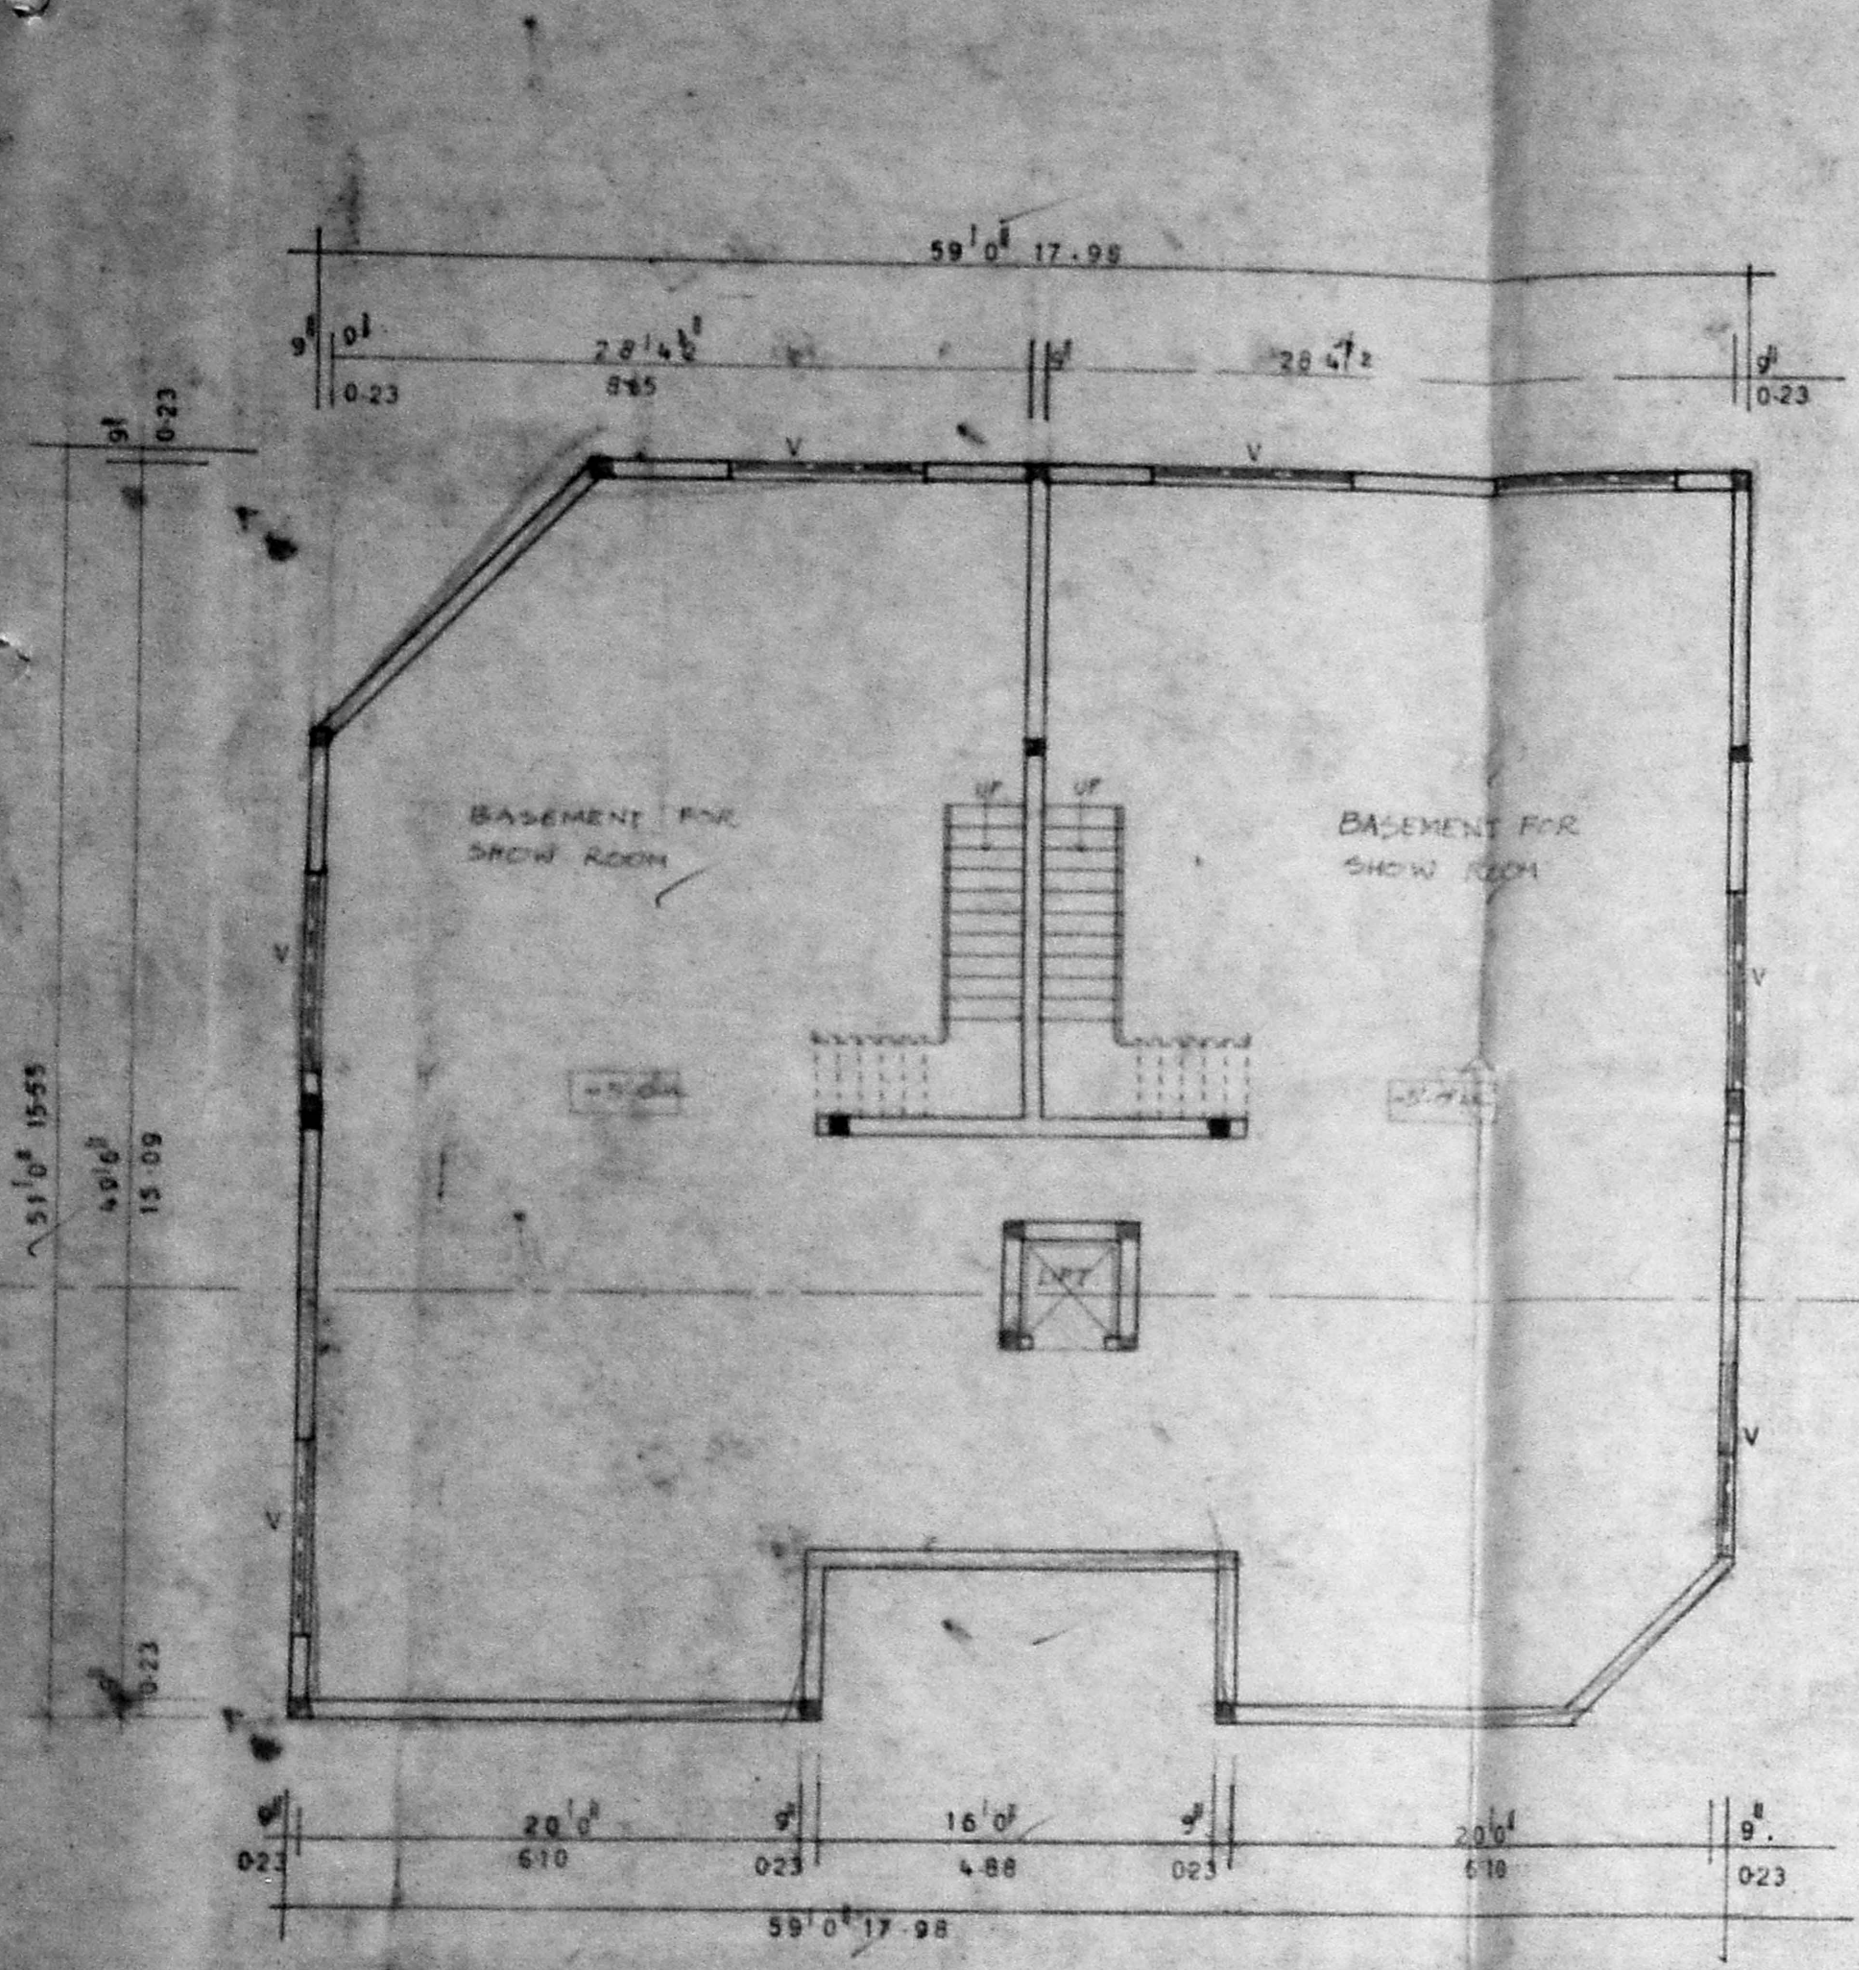 59'0" 17.98
9"
0.23
28'4½"
8.65
9"
28 4½
9"
0.23
9"
0.23
V
V
UP
UP
BASEMENT FOR
SHOW ROOM
BASEMENT FOR
SHOW ROOM
V
V
51'0" 15.55
49'6"
15.09
LIFT
V
V
9"
0.23
9"
0.23
20'0"
6.10
9"
0.23
16'0"
4.88
9"
0.23
20'0"
6.10
9"
0.23
59'0" 17.98